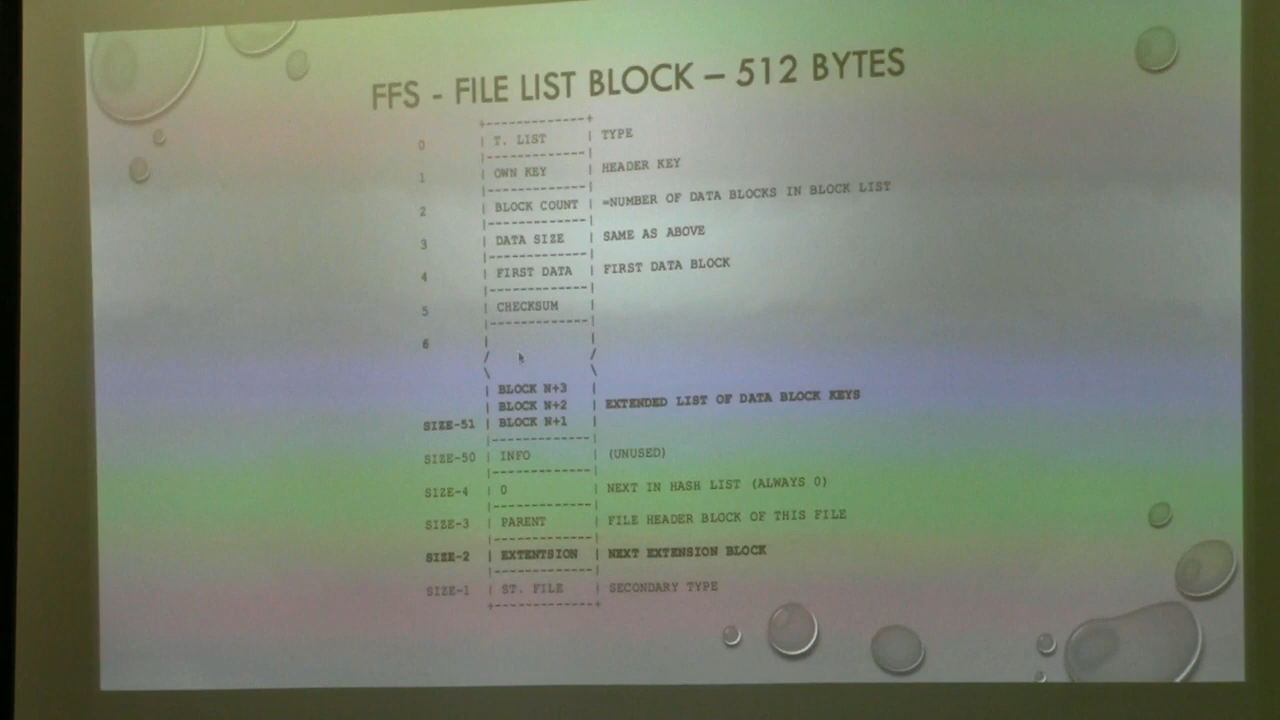 FFS - FILE LIST BLOCK – 512 BYTES
+----------+
0 | T. LIST | TYPE
|----------|
1 | OWN KEY | HEADER KEY
|----------|
2 | BLOCK COUNT | =NUMBER OF DATA BLOCKS IN BLOCK LIST
|----------|
3 | DATA SIZE | SAME AS ABOVE
|----------|
4 | FIRST DATA | FIRST DATA BLOCK
|----------|
5 | CHECKSUM |
|----------|
6 | |
/ /
\ \
| BLOCK N+3 |
| BLOCK N+2 | EXTENDED LIST OF DATA BLOCK KEYS
SIZE-51 | BLOCK N+1 |
|----------|
SIZE-50 | INFO | (UNUSED)
|----------|
SIZE-4 | 0 | NEXT IN HASH LIST (ALWAYS 0)
|----------|
SIZE-3 | PARENT | FILE HEADER BLOCK OF THIS FILE
|----------|
SIZE-2 | EXTENTSION | NEXT EXTENSION BLOCK
|----------|
SIZE-1 | ST. FILE | SECONDARY TYPE
+----------+